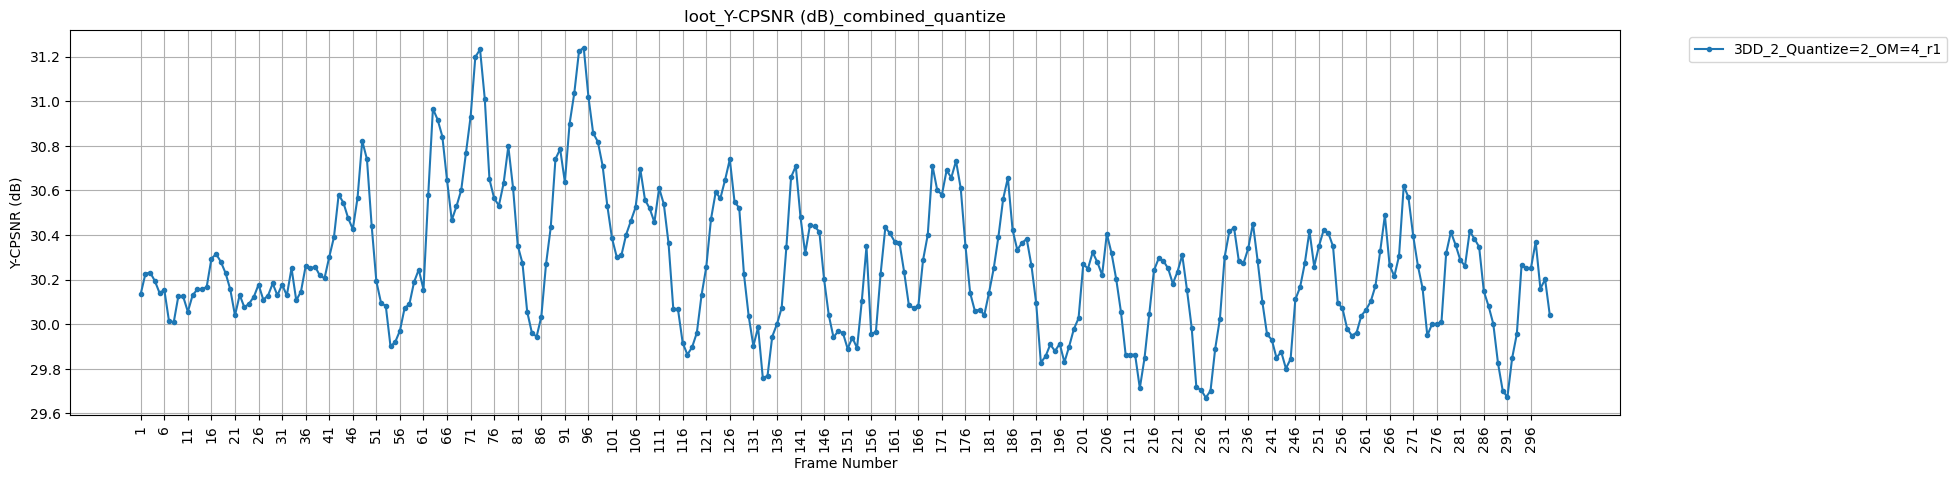 loot_Y-CPSNR (dB)_combined_quantize
3DD_2_Quantize=2_OM=4_r1
Y-CPSNR (dB)
31.2
31.0
30.8
30.6
30.4
30.2
30.0
29.8
29.6
1 6 11 16 21 26 31 36 41 46 51 56 61 66 71 76 81 86 91 96 101 106 111 116 121 126 131 136 141 146 151 156 161 166 171 176 181 186 191 196 201 206 211 216 221 226 231 236 241 246 251 256 261 266 271 276 281 286 291 296
Frame Number